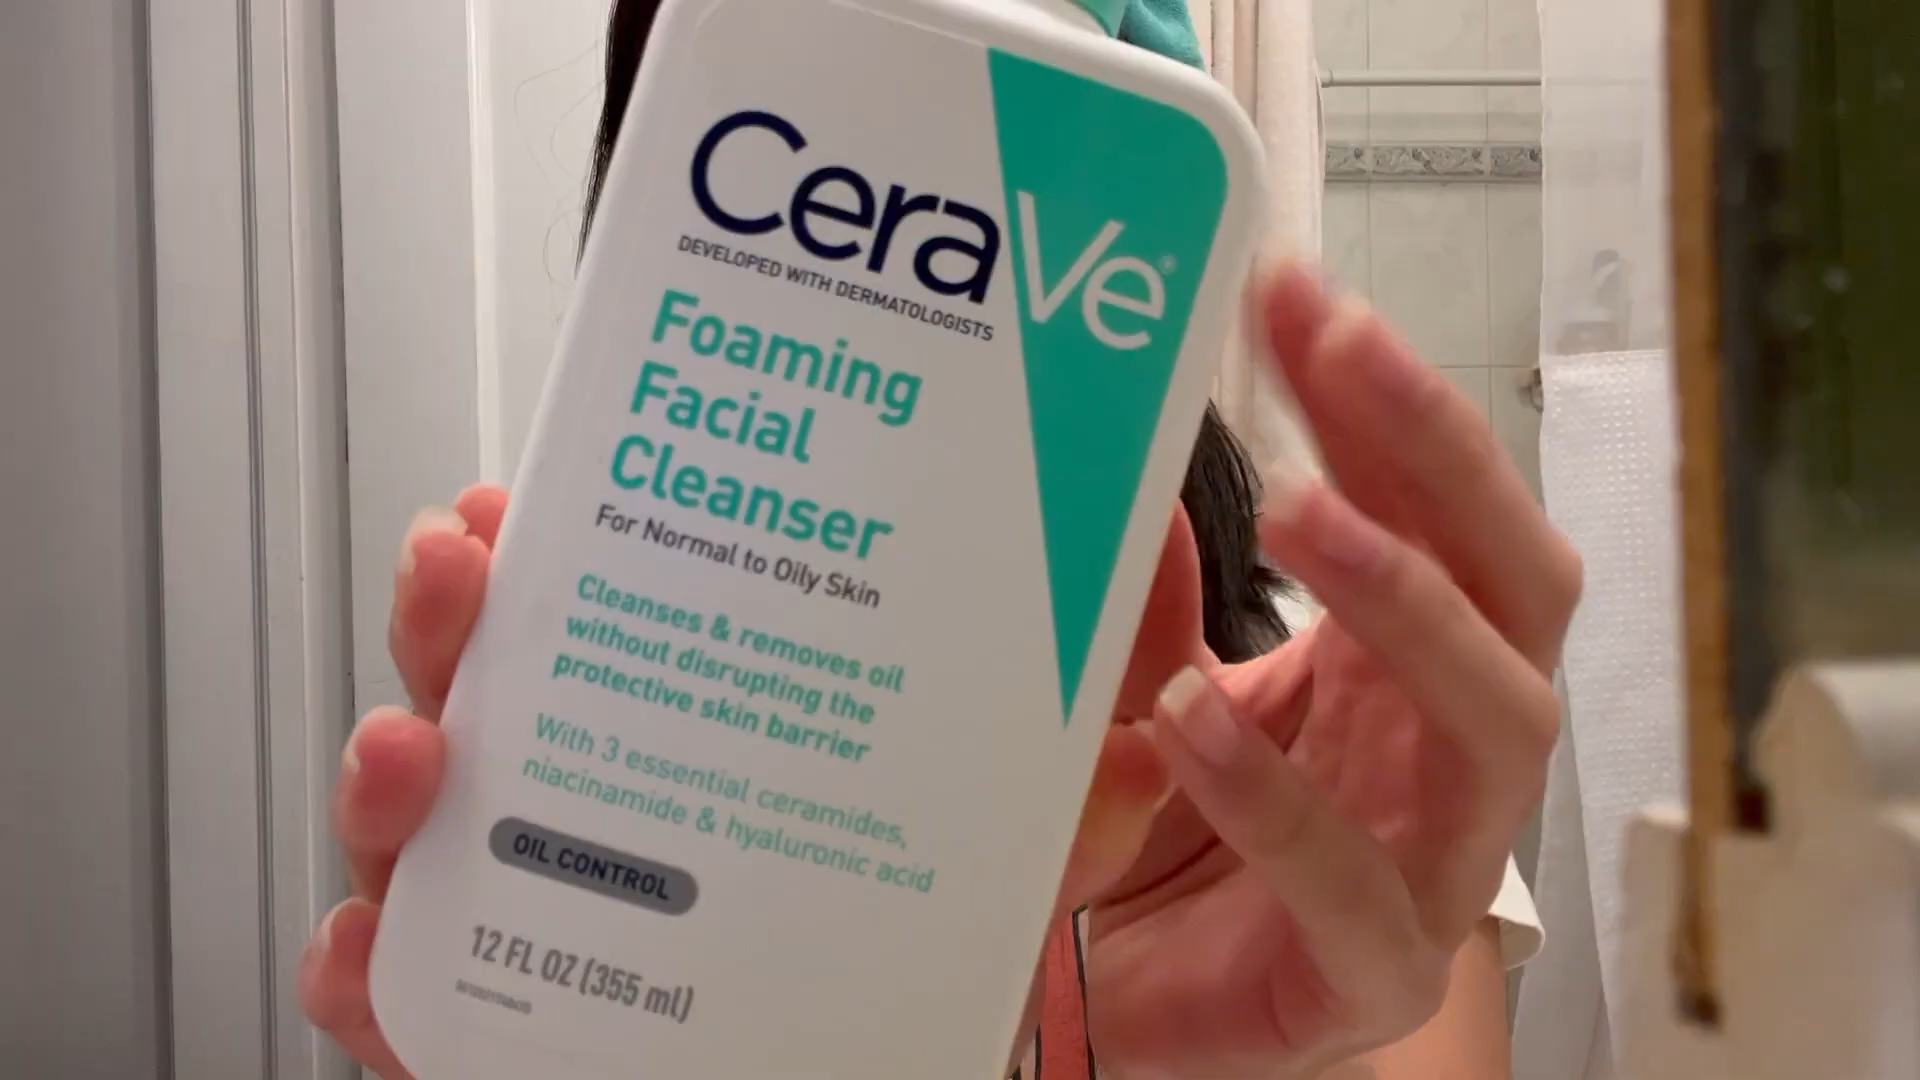 CeraVe®
DEVELOPED WITH DERMATOLOGISTS
Foaming
Facial
Cleanser
For Normal to Oily Skin
Cleanses & removes oil
without disrupting the
protective skin barrier
With 3 essential ceramides,
niacinamide & hyaluronic acid
OIL CONTROL
12 FL OZ (355 ml)